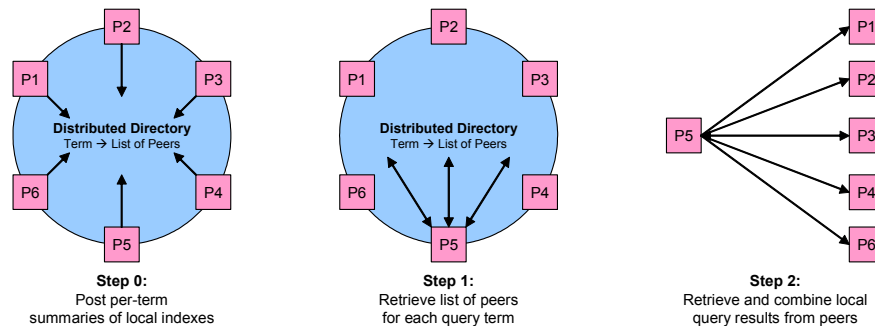 P2
P1
P3
Distributed Directory
Term → List of Peers
P6
P4
P5
Step 0:
Post per-term
summaries of local indexes
P2
P1
P3
Distributed Directory
Term → List of Peers
P6
P4
P5
Step 1:
Retrieve list of peers
for each query term
P1
P2
P5
P3
P4
P6
Step 2:
Retrieve and combine local
query results from peers